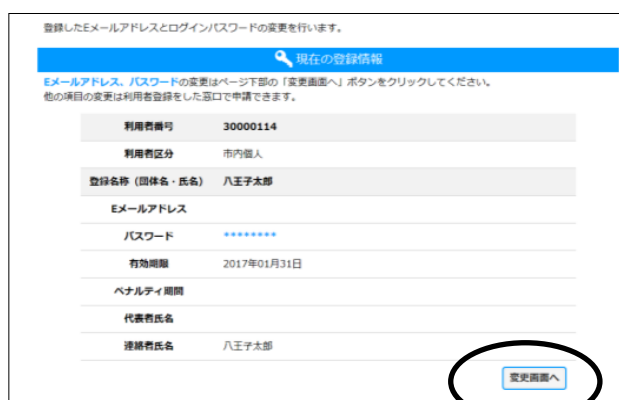 登録したEメールアドレスとログインパスワードの変更を行います。
現在の登録情報
Eメールアドレス、パスワードの変更はページ下部の「変更画面へ」ボタンをクリックしてください。
他の項目の変更は利用者登録をした窓口で申請できます。
利用者番号 30000114
利用者区分 市内個人
登録名称（団体名・氏名） 八王子太郎
Eメールアドレス
パスワード ********
有効期限 2017年01月31日
ペナルティ期間
代表者氏名
連絡者氏名 八王子太郎
変更画面へ